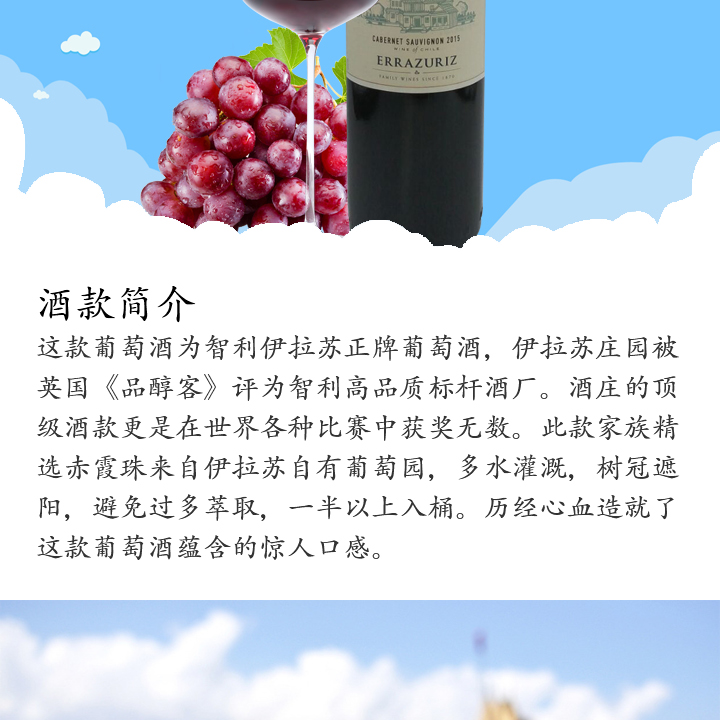 CABERNET SAUVIGNON 2015
WINE of CHILE
ERRAZURIZ
&
FAMILY WINES SINCE 1870
酒款简介
这款葡萄酒为智利伊拉苏正牌葡萄酒，伊拉苏庄园被
英国《品醇客》评为智利高品质标杆酒厂。酒庄的顶
级酒款更是在世界各种比赛中获奖无数。此款家族精
选赤霞珠来自伊拉苏自有葡萄园，多水灌溉，树冠遮
阳，避免过多萃取，一半以上入桶。历经心血造就了
这款葡萄酒蕴含的惊人口感。